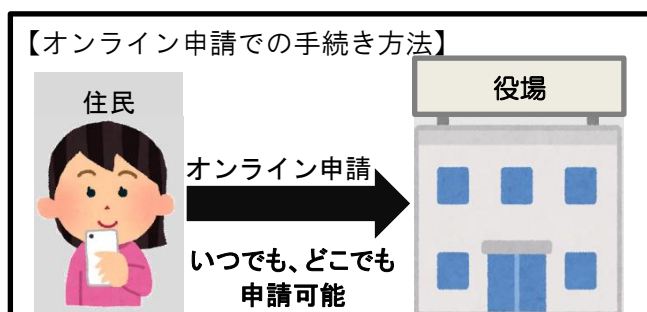 【オンライン申請での手続き方法】
住民
役場
オンライン申請
いつでも、どこでも
申請可能